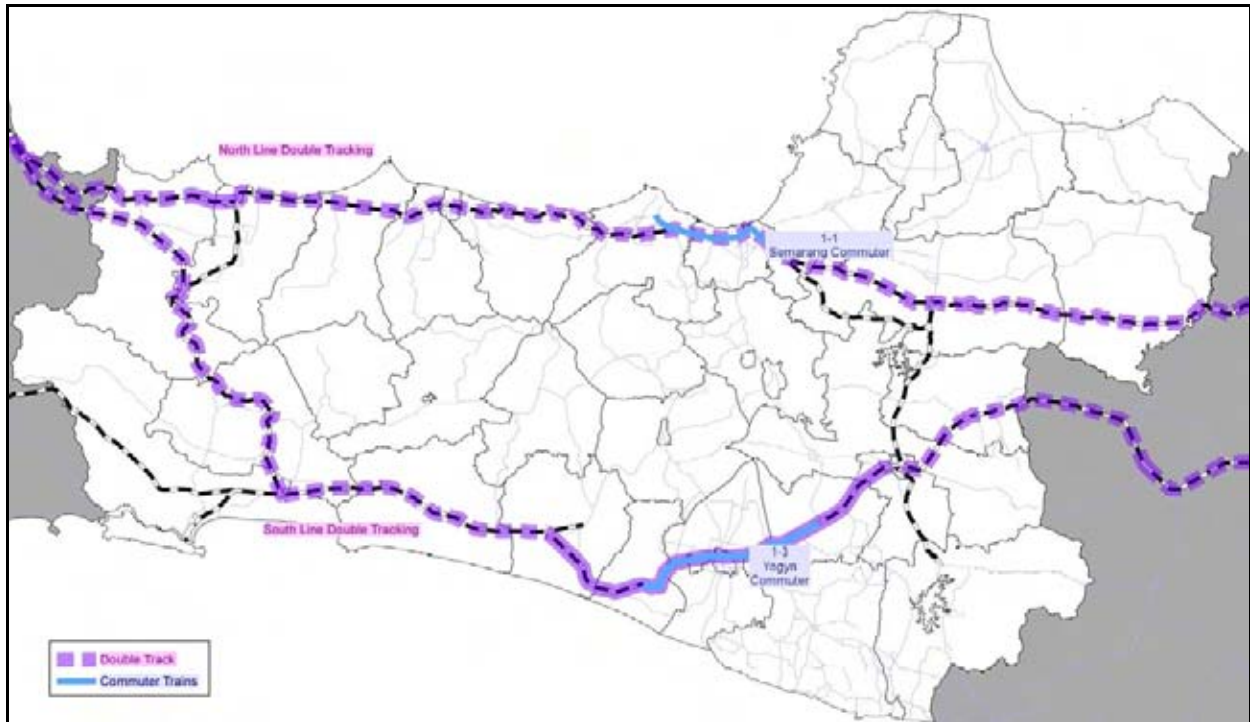 North Line Double Tracking
1-1
Semarang Commuter
South Line Double Tracking
1-3
Yogya
Commuter
Double Track
Commuter Trains